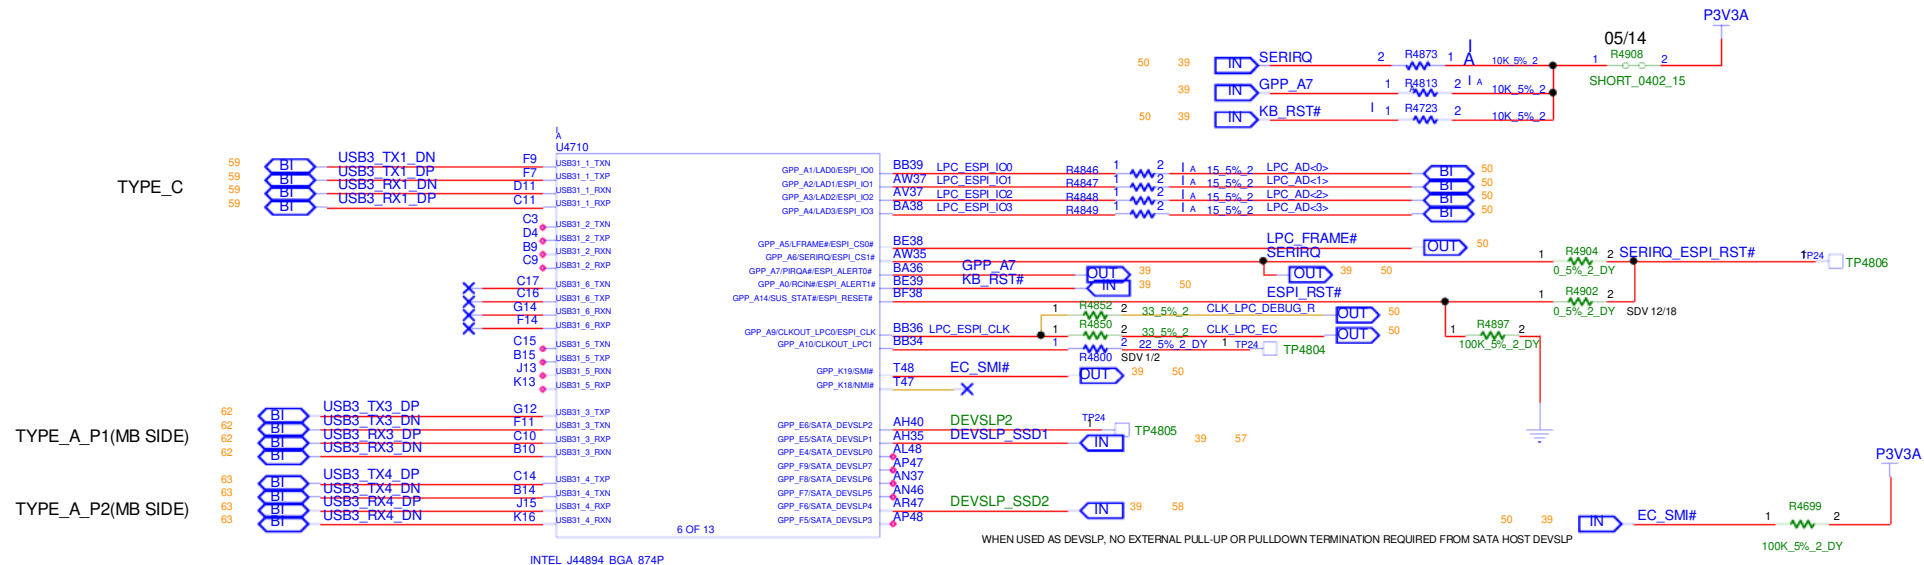 P3V3A
05/14
50 39 IN SERIRQ 2 R4873 1 I A 10K_5%_2 1 R4908 2
SHORT_0402_15
39 IN GPP_A7 1 R4813 2 I A 10K_5%_2
50 39 IN KB_RST# I 1 R4723 2 10K_5%_2
I
A
U4710
TYPE_C
59 BI USB3_TX1_DN F9 USB31_1_TXN
59 BI USB3_TX1_DP F7 USB31_1_TXP
59 BI USB3_RX1_DN D11 USB31_1_RXN
59 BI USB3_RX1_DP C11 USB31_1_RXP
C3 USB31_2_TXN
D4 USB31_2_TXP
B9 USB31_2_RXN
C9 USB31_2_RXP
C17 USB31_6_TXN
C16 USB31_6_TXP
G14 USB31_6_RXN
F14 USB31_6_RXP
C15 USB31_5_TXN
B15 USB31_5_TXP
J13 USB31_5_RXN
K13 USB31_5_RXP
TYPE_A_P1(MB SIDE)
62 BI USB3_TX3_DP G12 USB31_3_TXP
62 BI USB3_TX3_DN F11 USB31_3_TXN
62 BI USB3_RX3_DP C10 USB31_3_RXP
62 BI USB3_RX3_DN B10 USB31_3_RXN
TYPE_A_P2(MB SIDE)
63 BI USB3_TX4_DP C14 USB31_4_TXP
63 BI USB3_TX4_DN B14 USB31_4_TXN
63 BI USB3_RX4_DP J15 USB31_4_RXP
63 BI USB3_RX4_DN K16 USB31_4_RXN
GPP_A1/LAD0/ESPI_IO0 BB39 LPC_ESPI_IO0 R4846 1 2 I A 15_5%_2 LPC_AD<0> BI 50
GPP_A2/LAD1/ESPI_IO1 AW37 LPC_ESPI_IO1 R4847 1 2 I A 15_5%_2 LPC_AD<1> BI 50
GPP_A3/LAD2/ESPI_IO2 AV37 LPC_ESPI_IO2 R4848 1 2 I A 15_5%_2 LPC_AD<2> BI 50
GPP_A4/LAD3/ESPI_IO3 BA38 LPC_ESPI_IO3 R4849 1 2 I A 15_5%_2 LPC_AD<3> BI 50
GPP_A5/LFRAME#/ESPI_CS0# BE38 LPC_FRAME# OUT 50
GPP_A6/SERIRQ/ESPI_CS1# AW35 SERIRQ OUT 39 50
1 R4904 2 SERIRQ_ESPI_RST# 1 TP24 TP4806
0_5%_2_DY
GPP_A7/PIRQA#/ESPI_ALERT0# BA36 GPP_A7 OUT 39
GPP_A0/RCIN#/ESPI_ALERT1# BE39 KB_RST# IN 39 50
GPP_A14/SUS_STAT#/ESPI_RESET# BF38 ESPI_RST# 1 R4902 2
0_5%_2_DY SDV 12/18
1 R4897 2
100K_5%_2_DY
1 R4852 2 33_5%_2 CLK_LPC_DEBUG_R OUT 50
GPP_A9/CLKOUT_LPC0/ESPI_CLK BB36 LPC_ESPI_CLK 1 R4850 2 33_5%_2 CLK_LPC_EC OUT 50
GPP_A10/CLKOUT_LPC1 BB34 1 R4800 2 22_5%_2_DY 1 TP24 TP4804
SDV 1/2
GPP_K19/SMI# T48 EC_SMI# OUT 39 50
GPP_K18/NMI# T47
GPP_E6/SATA_DEVSLP2 AH40 DEVSLP2 TP24 1 TP4805
GPP_E5/SATA_DEVSLP1 AH35 DEVSLP_SSD1 IN 39 57
GPP_E4/SATA_DEVSLP0 AL48
GPP_F9/SATA_DEVSLP7 AP47
GPP_F8/SATA_DEVSLP6 AN37
GPP_F7/SATA_DEVSLP5 AN46
GPP_F6/SATA_DEVSLP4 AR47 DEVSLP_SSD2 IN 39 58
GPP_F5/SATA_DEVSLP3 AP48
6 OF 13
INTEL_J44894_BGA_874P
WHEN USED AS DEVSLP, NO EXTERNAL PULL-UP OR PULLDOWN TERMINATION REQUIRED FROM SATA HOST DEVSLP
P3V3A
50 39 IN EC_SMI# 1 R4699 2
100K_5%_2_DY